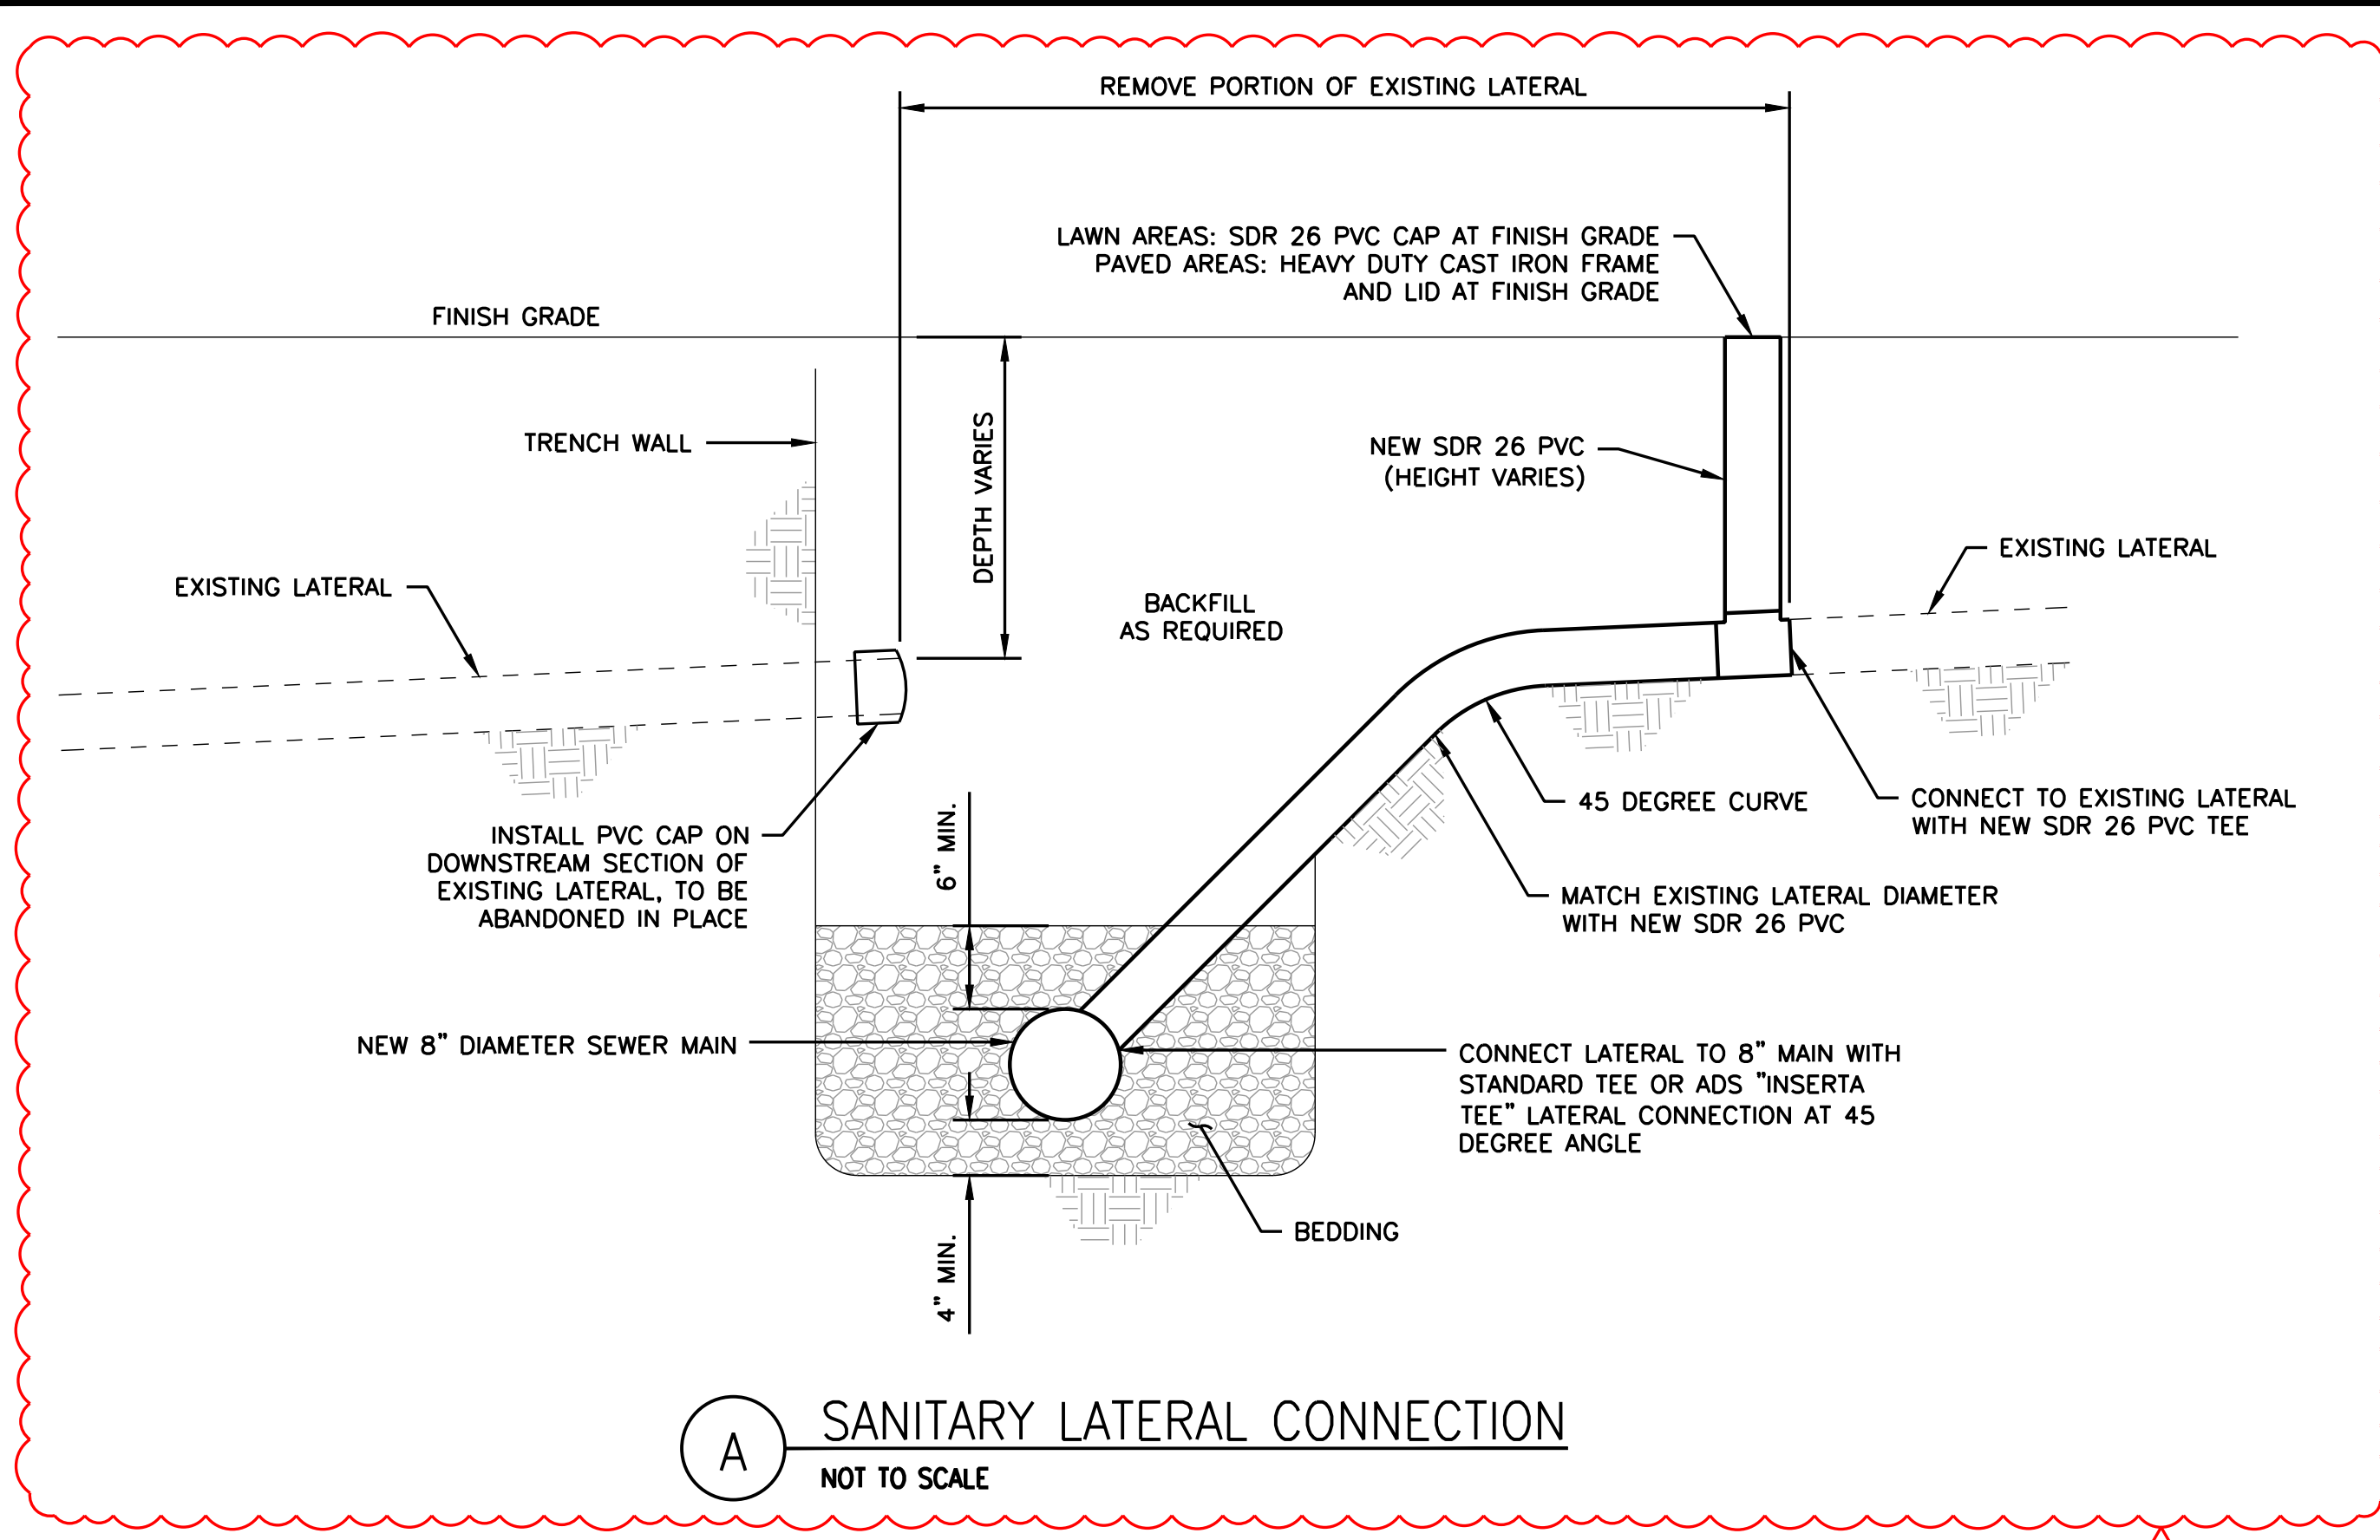 REMOVE PORTION OF EXISTING LATERAL
LAWN AREAS: SDR 26 PVC CAP AT FINISH GRADE
PAVED AREAS: HEAVY DUTY CAST IRON FRAME
AND LID AT FINISH GRADE
FINISH GRADE
TRENCH WALL
DEPTH VARIES
NEW SDR 26 PVC
(HEIGHT VARIES)
EXISTING LATERAL
EXISTING LATERAL
BACKFILL
AS REQUIRED
45 DEGREE CURVE
CONNECT TO EXISTING LATERAL
WITH NEW SDR 26 PVC TEE
INSTALL PVC CAP ON
DOWNSTREAM SECTION OF
EXISTING LATERAL, TO BE
ABANDONED IN PLACE
6" MIN.
MATCH EXISTING LATERAL DIAMETER
WITH NEW SDR 26 PVC
NEW 8" DIAMETER SEWER MAIN
CONNECT LATERAL TO 8" MAIN WITH
STANDARD TEE OR ADS "INSERTA
TEE" LATERAL CONNECTION AT 45
DEGREE ANGLE
BEDDING
4" MIN.
A
SANITARY LATERAL CONNECTION
NOT TO SCALE